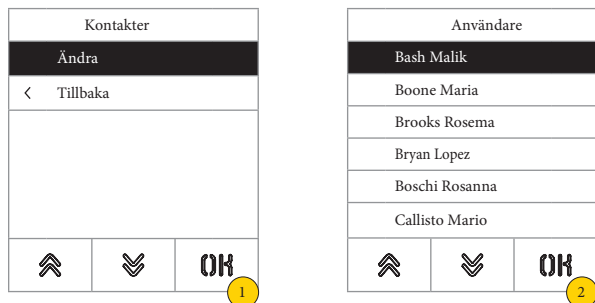 Kontakter
Ändra
Tillbaka
OK
1
Användare
Bash Malik
Boone Maria
Brooks Rosema
Bryan Lopez
Boschi Rosanna
Callisto Mario
OK
2